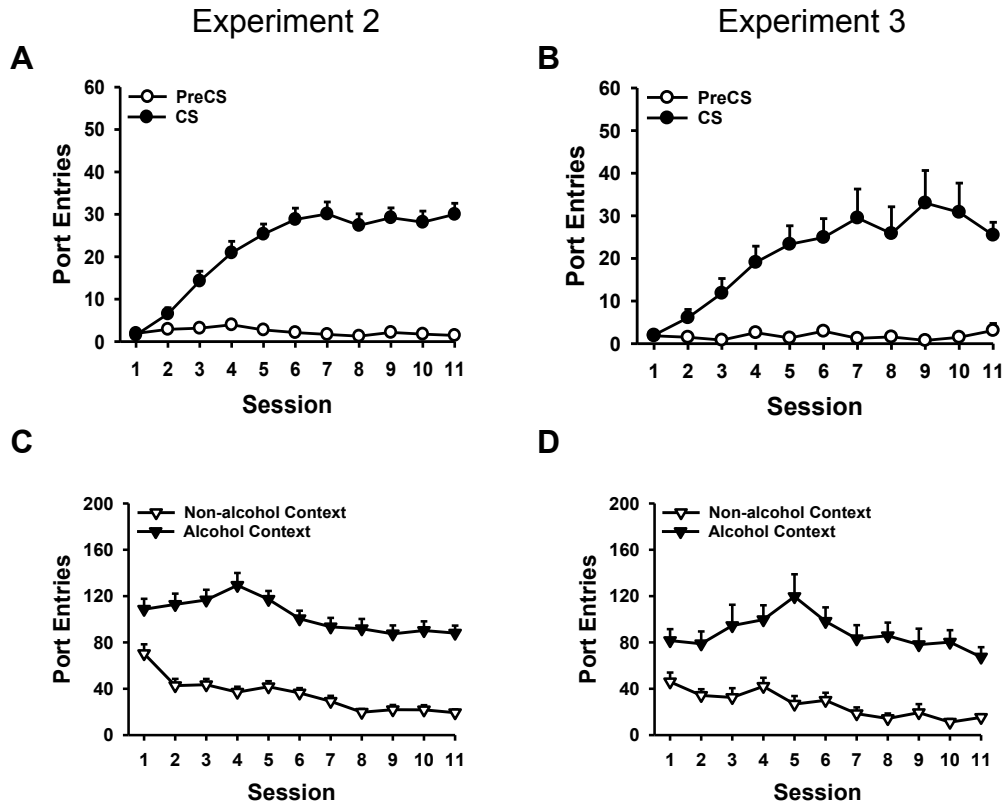 Experiment 2
Experiment 3
A
B
60
50
40
30
20
10
0
Port Entries
PreCS
CS
1 2 3 4 5 6 7 8 9 10 11
Session
60
50
40
30
20
10
0
Port Entries
PreCS
CS
1 2 3 4 5 6 7 8 9 10 11
Session
C
D
200
160
120
80
40
0
Port Entries
Non-alcohol Context
Alcohol Context
1 2 3 4 5 6 7 8 9 10 11
Session
200
160
120
80
40
0
Port Entries
Non-alcohol Context
Alcohol Context
1 2 3 4 5 6 7 8 9 10 11
Session